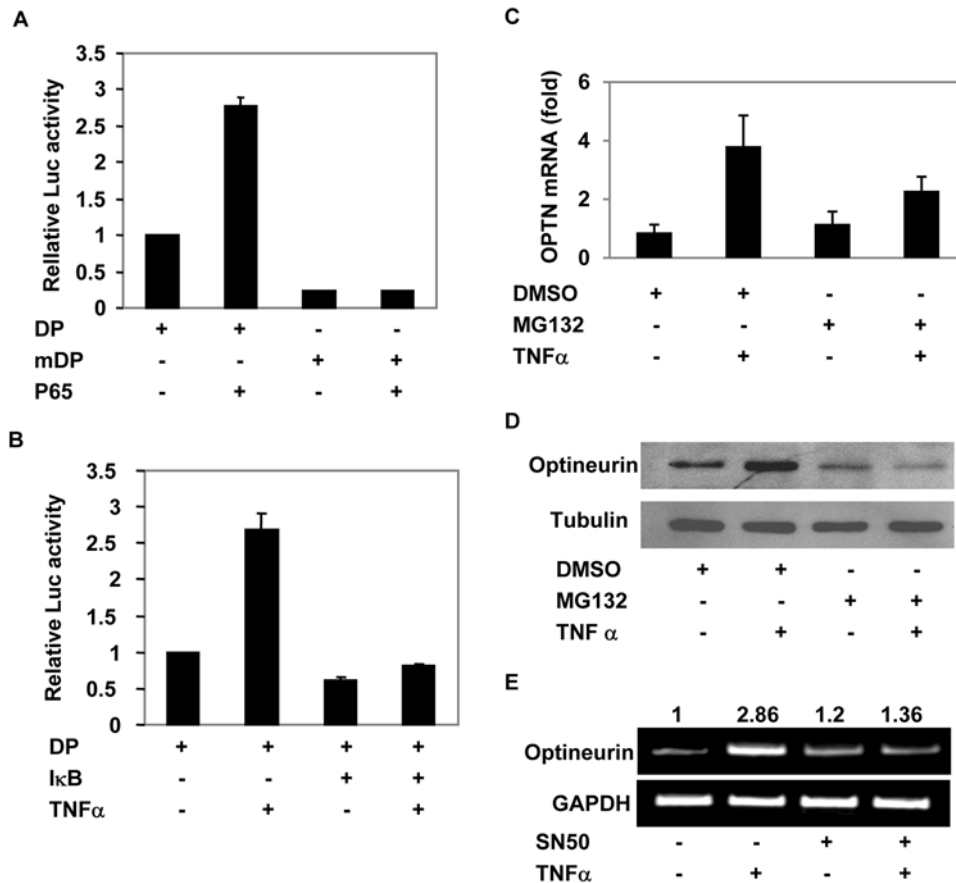 A
Rellative Luc activity
3.5
3
2.5
2
1.5
1
0.5
0
DP + + - -
mDP - - + +
P65 - + - +
B
Relative Luc activity
3.5
3
2.5
2
1.5
1
0.5
0
DP + + + +
IκB - - + +
TNFα - + - +
C
OPTN mRNA (fold)
6
4
2
0
DMSO + + - -
MG132 - - + +
TNFα - + - +
D
Optineurin
Tubulin
DMSO + + - -
MG132 - - + +
TNF α - + - +
E
1 2.86 1.2 1.36
Optineurin
GAPDH
SN50 - - + +
TNFα - + - +